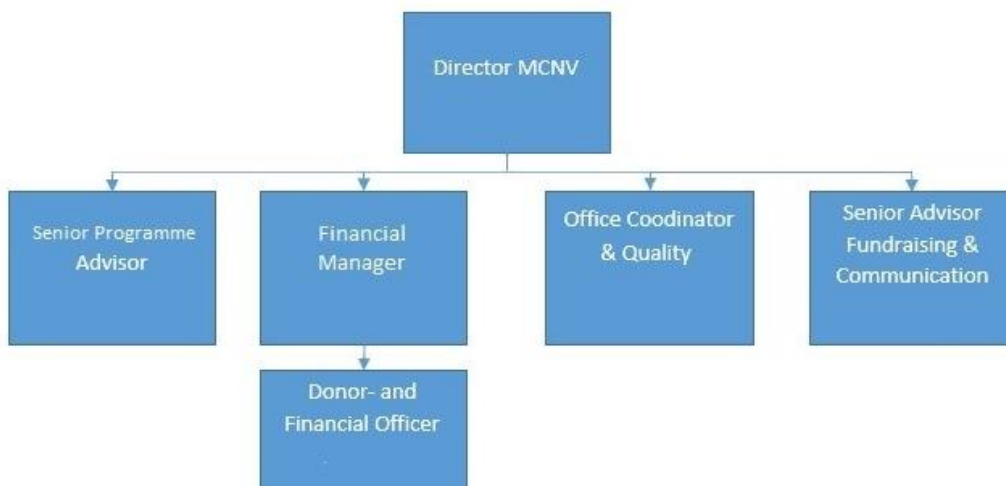 Director MCNV
Senior Programme
Advisor
Financial
Manager
Office Coodinator
& Quality
Senior Advisor
Fundraising &
Communication
Donor- and
Financial Officer